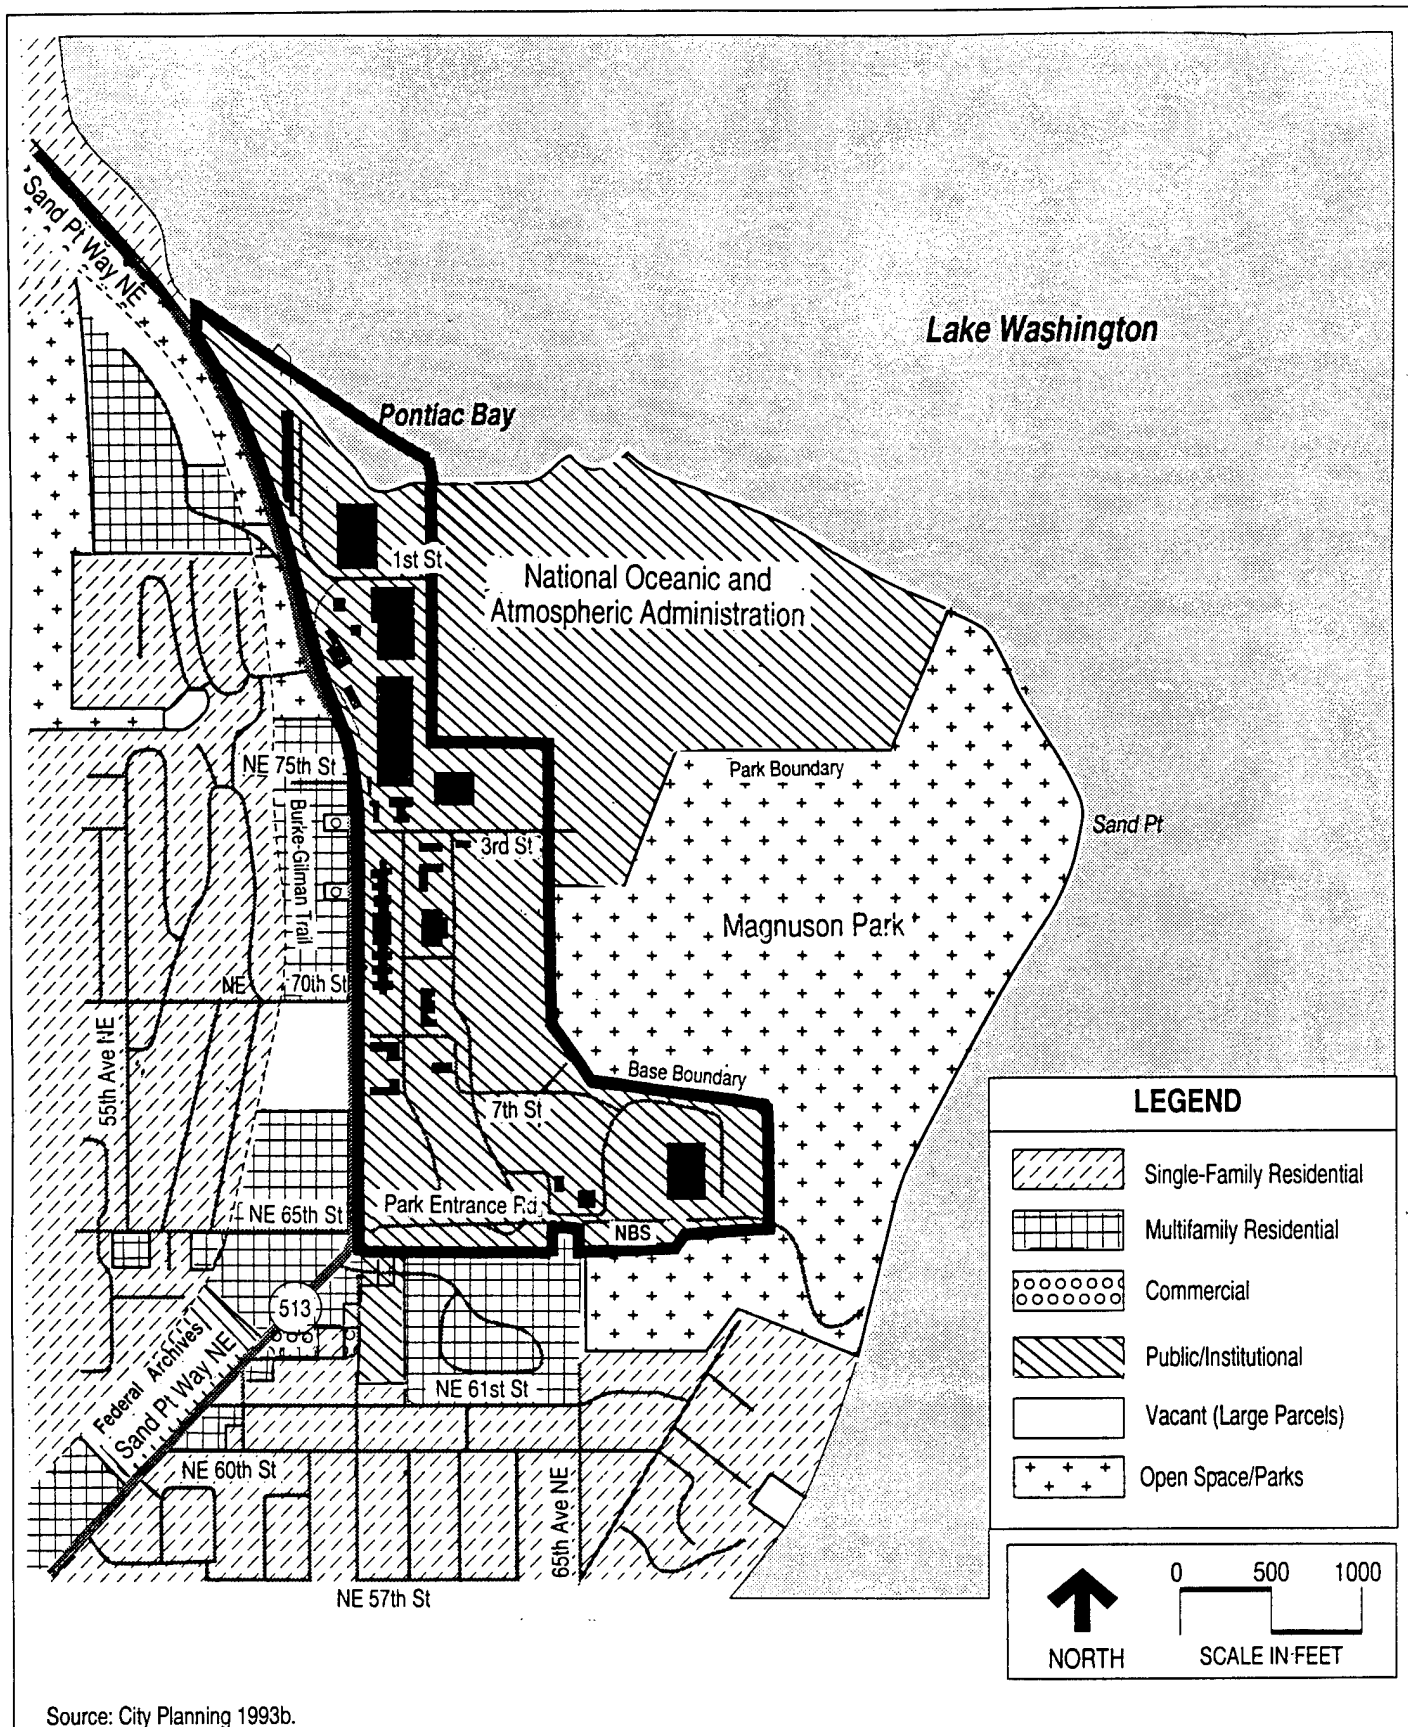 Sand Pt Way NE
Lake Washington
Pontiac Bay
1st St
National Oceanic and
Atmospheric Administration
NE 75th St
Park Boundary
Sand Pt
Burke-Gilman Trail
3rd St
Magnuson Park
NE 70th St
55th Ave NE
Base Boundary
7th St
Park Entrance Rd
NE 65th St
NBS
513
Federal Archives
Sand Pt Way NE
NE 61st St
NE 60th St
65th Ave NE
NE 57th St
LEGEND
Single-Family Residential
Multifamily Residential
Commercial
Public/Institutional
Vacant (Large Parcels)
Open Space/Parks
0 500 1000
NORTH
SCALE IN FEET
Source: City Planning 1993b.